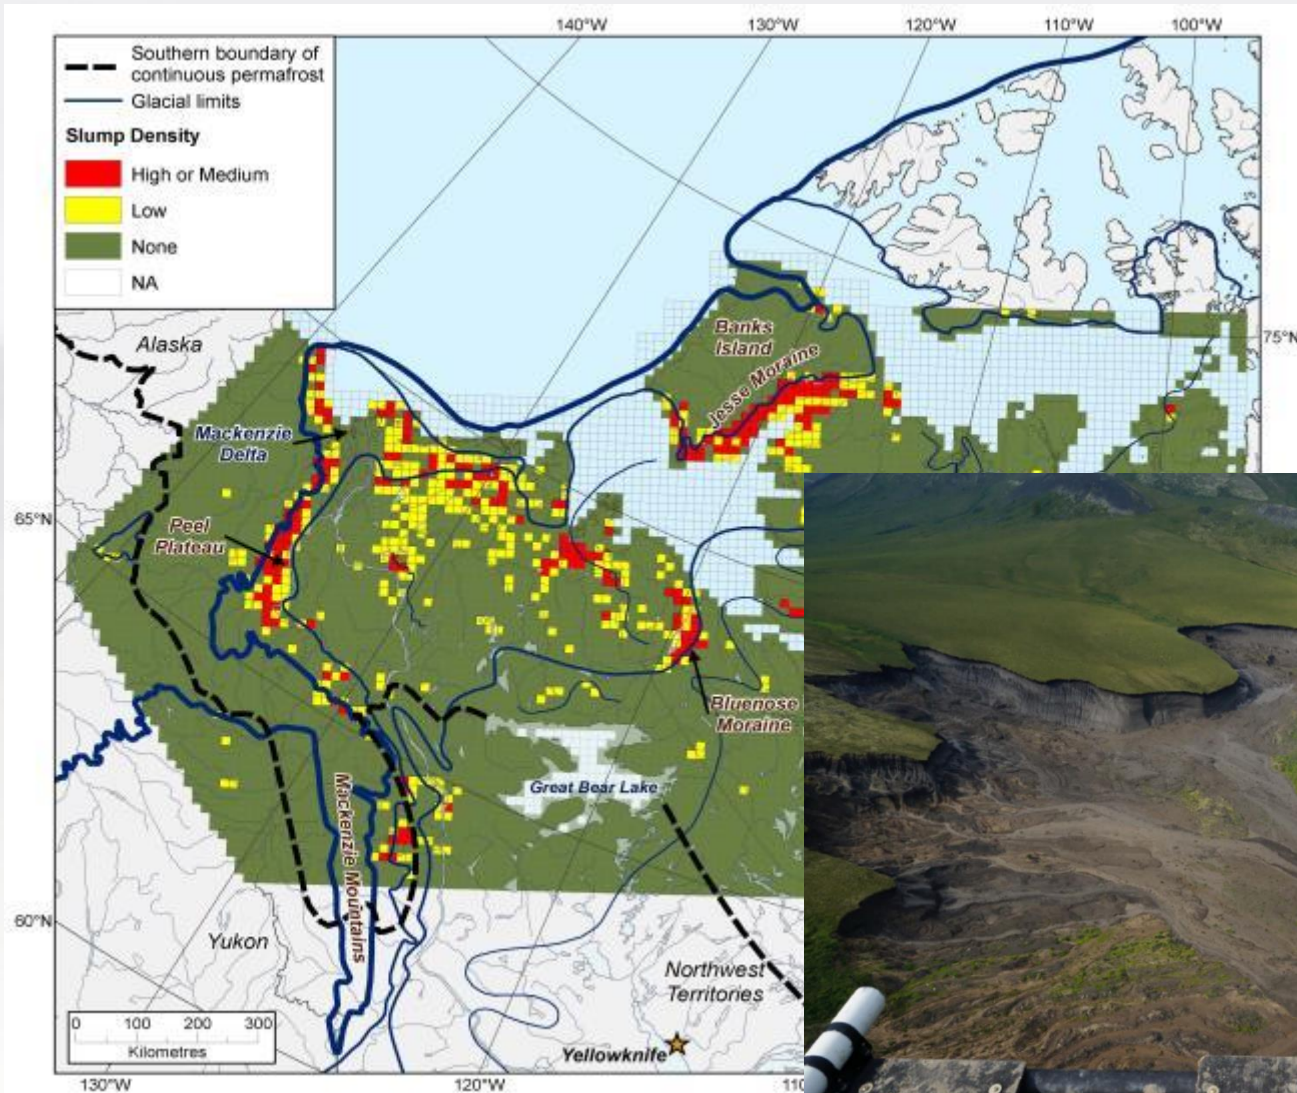 140°W
130°W
120°W
110°W
100°W
Southern boundary of
continuous permafrost
Glacial limits
Slump Density
High or Medium
Low
None
NA
Alaska
Banks
Island
75°N
Jesse Moraine
Mackenzie
Delta
65°N
Peel
Plateau
Bluenose
Moraine
Great Bear Lake
Mackenzie Mountains
60°N
Yukon
Northwest
Territories
0 100 200 300
Kilometres
Yellowknife
130°W
120°W
110